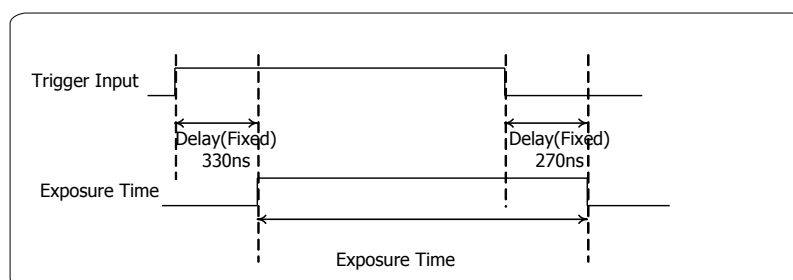 Trigger Input
Delay(Fixed) Delay(Fixed)
330ns 270ns
Exposure Time
Exposure Time